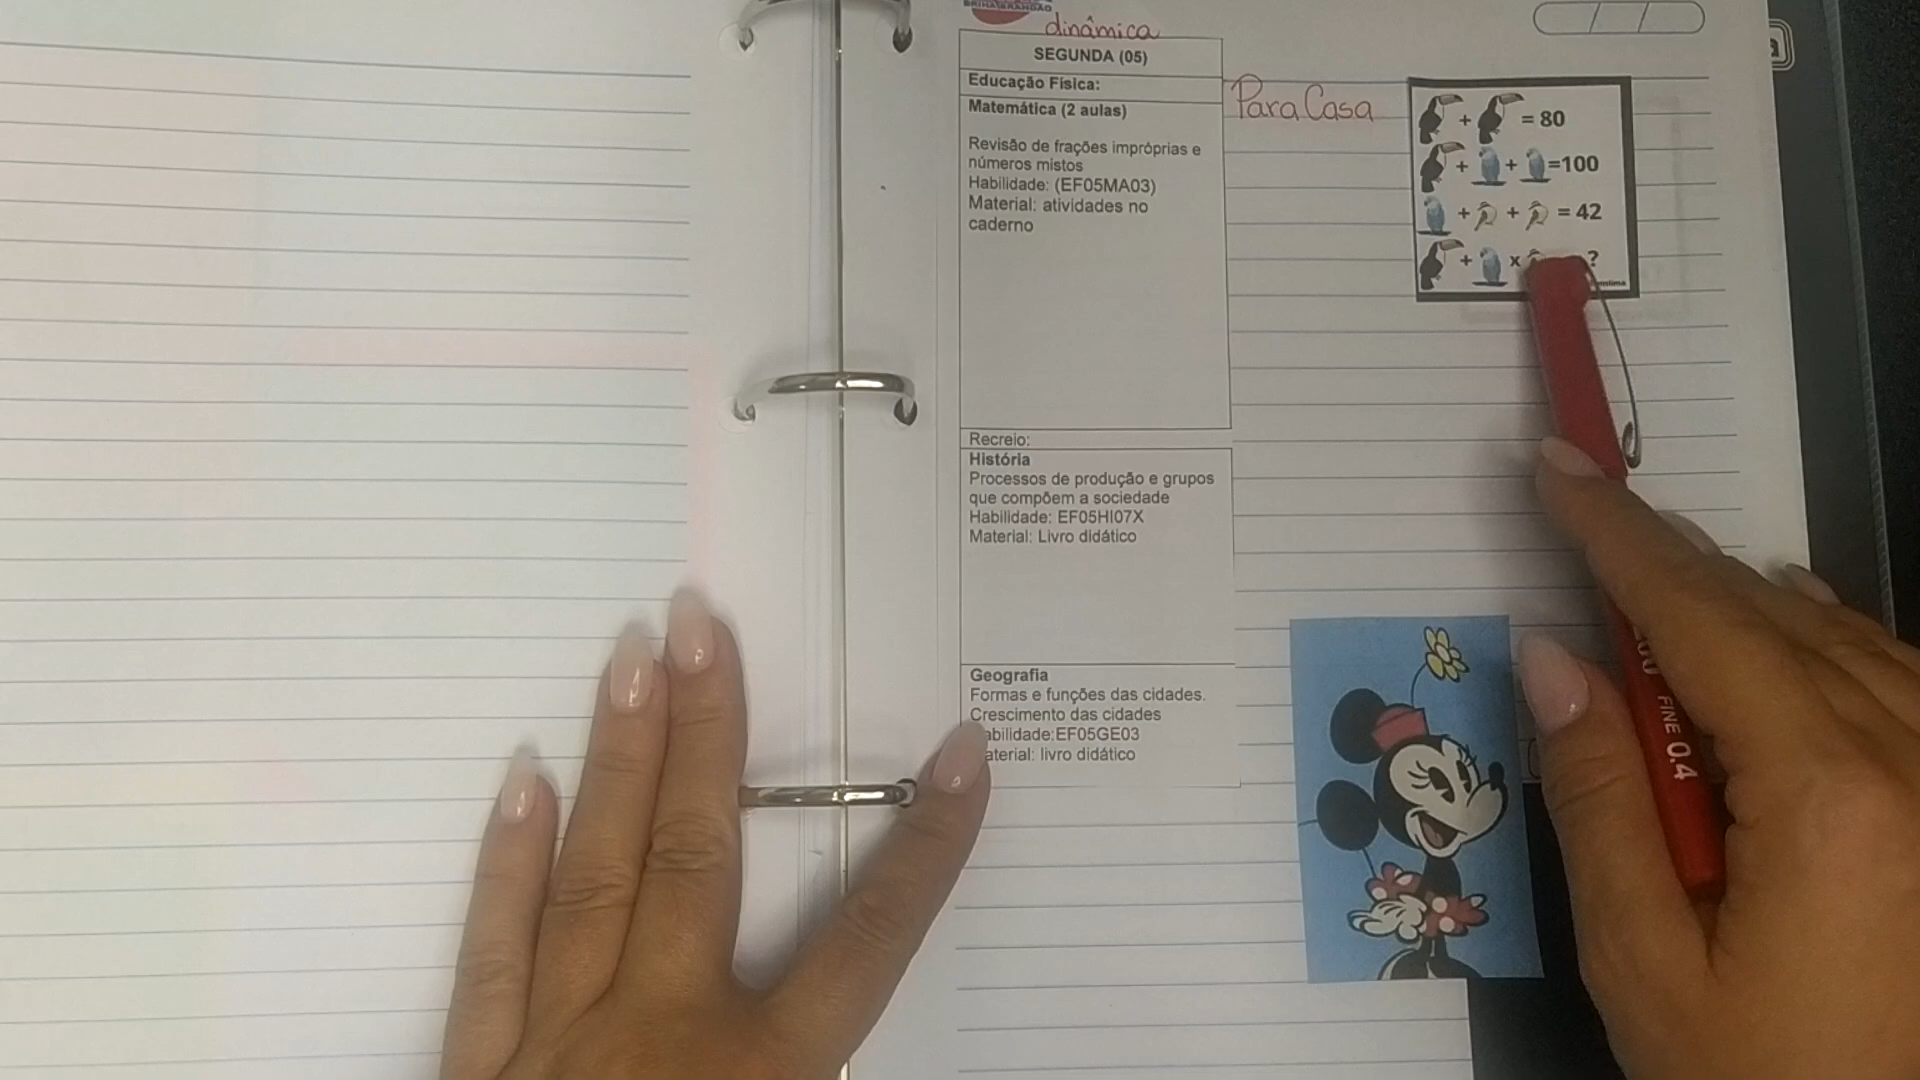 BRINA BRANDÃO
dinâmica
SEGUNDA (05)
Educação Física:
Matemática (2 aulas)
Revisão de frações impróprias e
números mistos
Habilidade: (EF05MA03)
Material: atividades no
caderno
Recreio:
História
Processos de produção e grupos
que compõem a sociedade
Habilidade: EF05HI07X
Material: Livro didático
Geografia
Formas e funções das cidades.
Crescimento das cidades
abilidade:EF05GE03
aterial: livro didático
Para Casa
+ = 80
+ + =100
+ + = 42
+ x ?
FINE 0.4